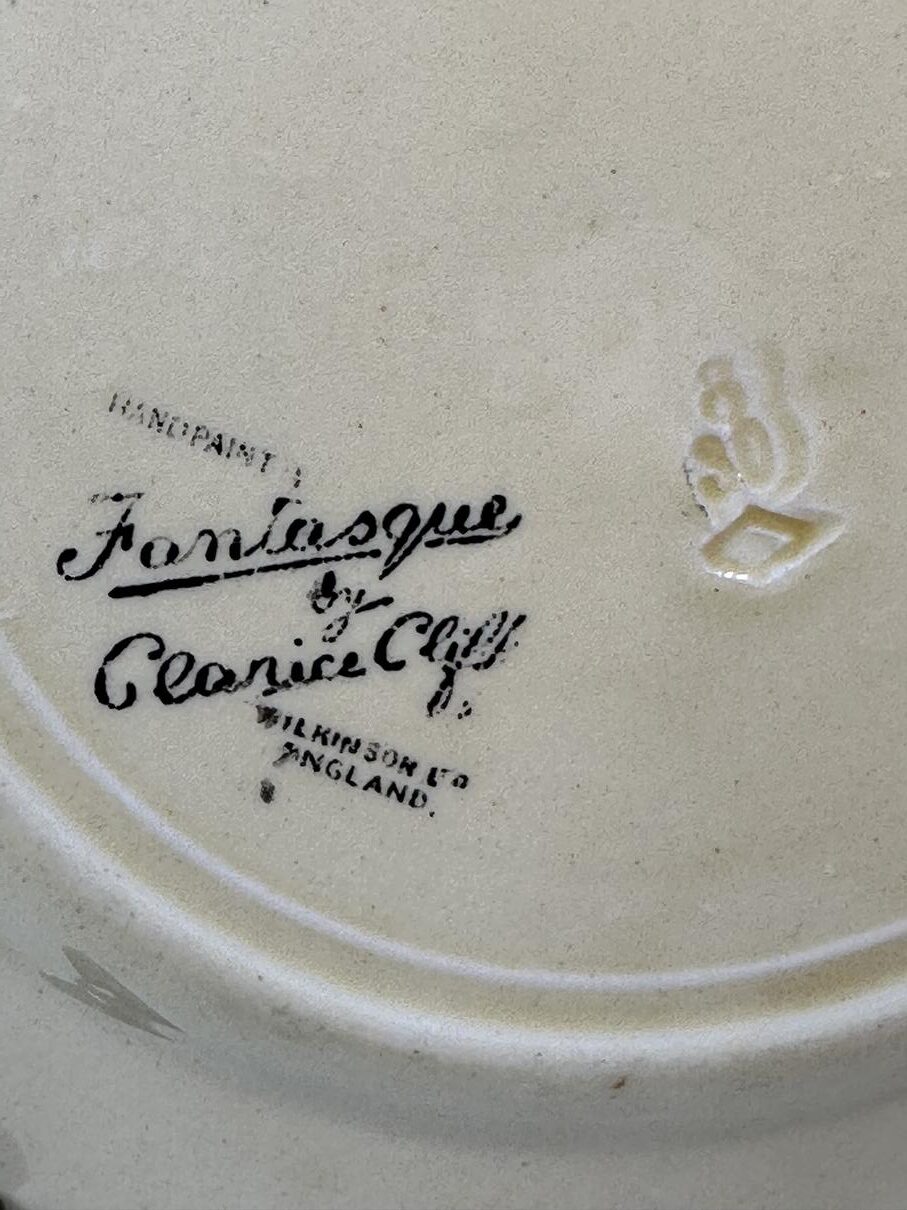 HANDPAINTED
Fantasque
by
Clarice Cliff
WILKINSON LTD
ENGLAND.